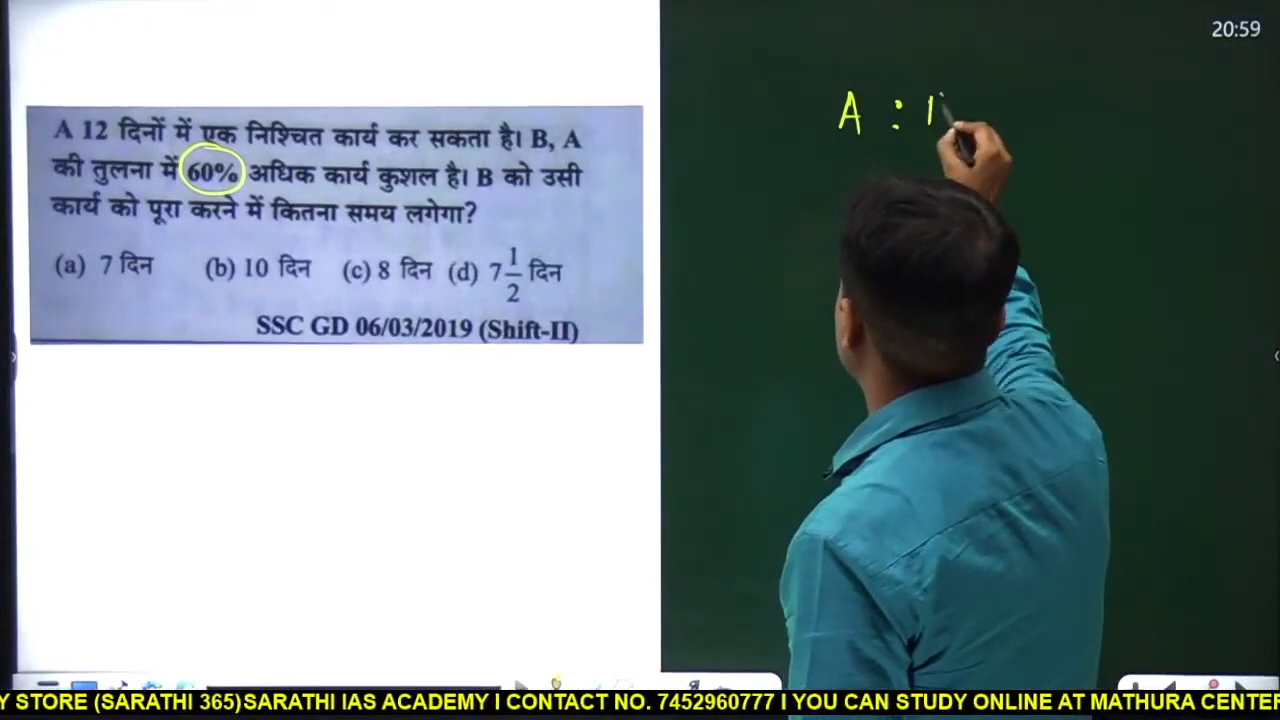 20:59
A : 1
A 12 दिनों में एक निश्चित कार्य कर सकता है। B, A
की तुलना में 60% अधिक कार्य कुशल है। B को उसी
कार्य को पूरा करने में कितना समय लगेगा?
(a) 7 दिन (b) 10 दिन (c) 8 दिन (d) 7 1/2 दिन
SSC GD 06/03/2019 (Shift-II)
Y STORE (SARATHI 365)SARATHI IAS ACADEMY I CONTACT NO. 7452960777 I YOU CAN STUDY ONLINE AT MATHURA CENTER